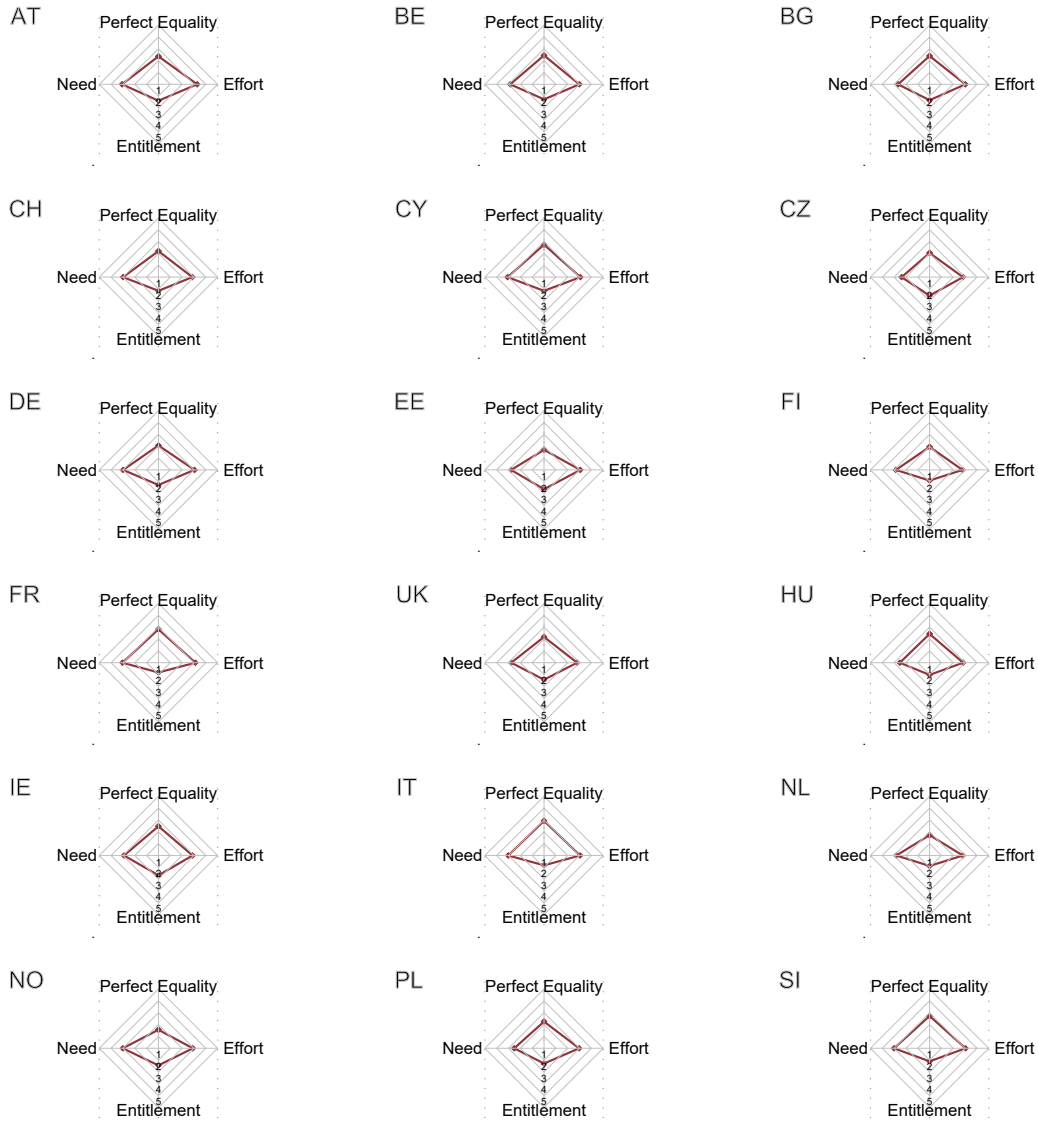 AT BE BG
Perfect Equality Perfect Equality Perfect Equality
Need Effort Need Effort Need Effort
1 1 1
2 2 2
3 3 3
4 4 4
5 5 5
Entitlement Entitlement Entitlement
CH CY CZ
Perfect Equality Perfect Equality Perfect Equality
Need Effort Need Effort Need Effort
1 1 1
2 2 2
3 3 3
4 4 4
5 5 5
Entitlement Entitlement Entitlement
DE EE FI
Perfect Equality Perfect Equality Perfect Equality
Need Effort Need Effort Need Effort
1 1 1
2 2 2
3 3 3
4 4 4
5 5 5
Entitlement Entitlement Entitlement
FR UK HU
Perfect Equality Perfect Equality Perfect Equality
Need Effort Need Effort Need Effort
1 1 1
2 2 2
3 3 3
4 4 4
5 5 5
Entitlement Entitlement Entitlement
IE IT NL
Perfect Equality Perfect Equality Perfect Equality
Need Effort Need Effort Need Effort
1 1 1
2 2 2
3 3 3
4 4 4
5 5 5
Entitlement Entitlement Entitlement
NO PL SI
Perfect Equality Perfect Equality Perfect Equality
Need Effort Need Effort Need Effort
1 1 1
2 2 2
3 3 3
4 4 4
5 5 5
Entitlement Entitlement Entitlement